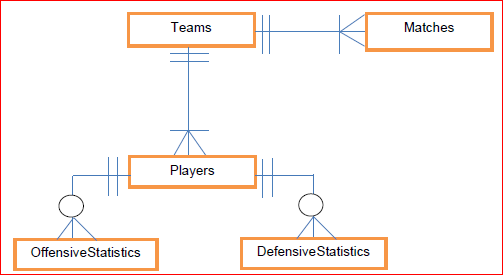 Teams
Matches
Players
OffensiveStatistics
DefensiveStatistics